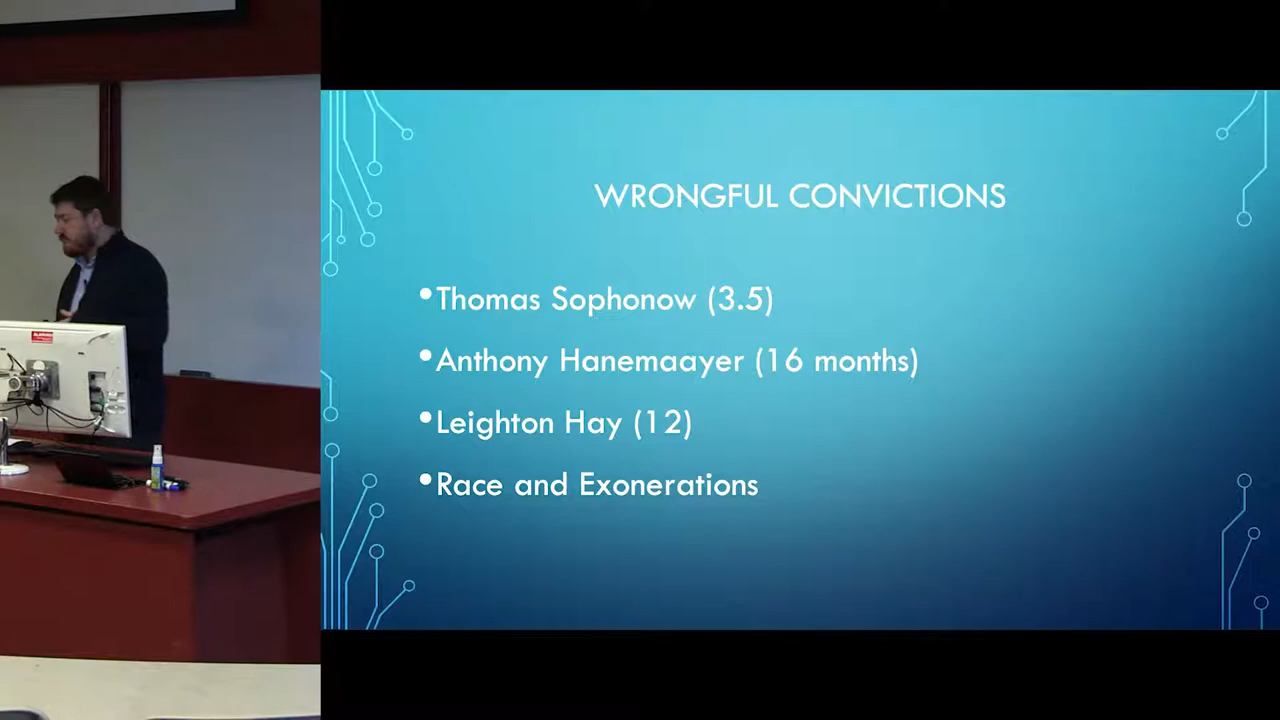 WRONGFUL CONVICTIONS
•Thomas Sophonow (3.5)
•Anthony Hanemaayer (16 months)
•Leighton Hay (12)
•Race and Exonerations